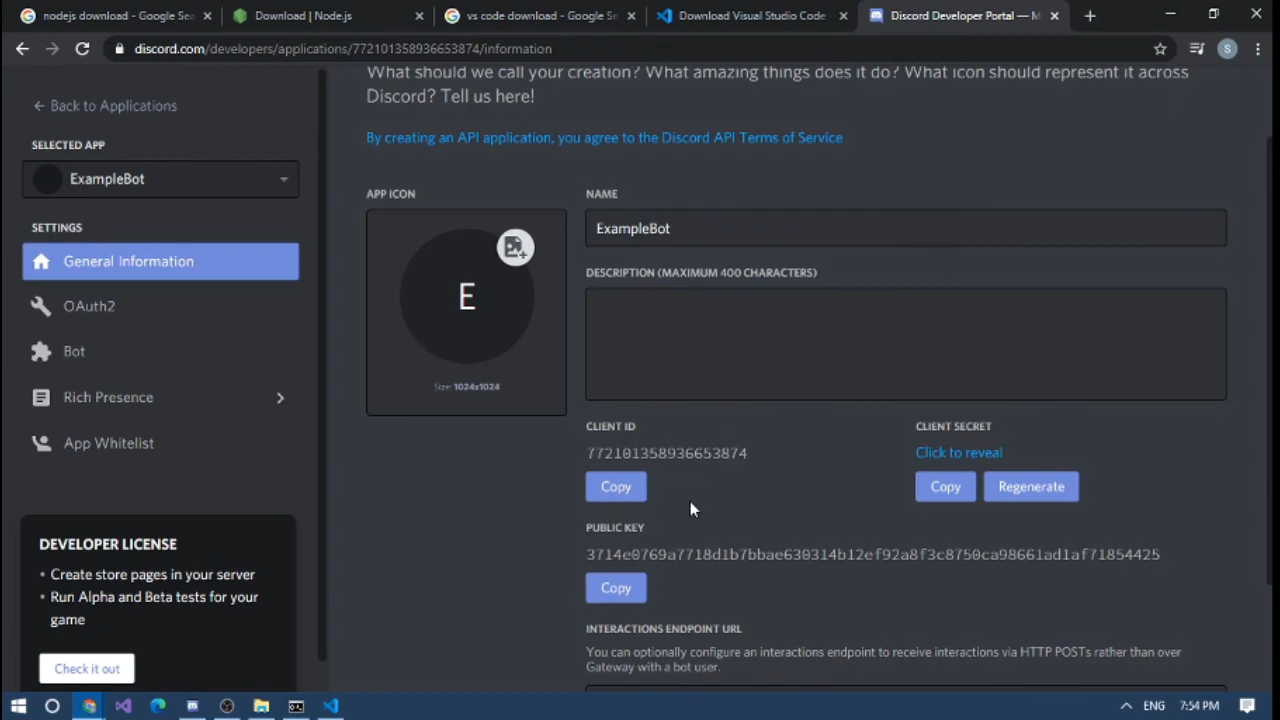 nodejs download - Google Se
Download | Node.js
vs code download - Google Se
Download Visual Studio Code
Discord Developer Portal — M
discord.com/developers/applications/772101358936653874/information
S
What should we call your creation? What amazing things does it do? What icon should represent it across
Discord? Tell us here!
By creating an API application, you agree to the Discord API Terms of Service
← Back to Applications
SELECTED APP
ExampleBot
SETTINGS
General Information
OAuth2
Bot
Rich Presence
App Whitelist
DEVELOPER LICENSE
• Create store pages in your server
• Run Alpha and Beta tests for your
game
Check it out
APP ICON
E
Size: 1024x1024
NAME
ExampleBot
DESCRIPTION (MAXIMUM 400 CHARACTERS)
CLIENT ID
772101358936653874
Copy
CLIENT SECRET
Click to reveal
Copy
Regenerate
PUBLIC KEY
3714e0769a7718d1b7bbae630314b12ef92a8f3c8750ca98661ad1af71854425
Copy
INTERACTIONS ENDPOINT URL
You can optionally configure an interactions endpoint to receive interactions via HTTP POSTs rather than over
Gateway with a bot user.
ENG
7:54 PM